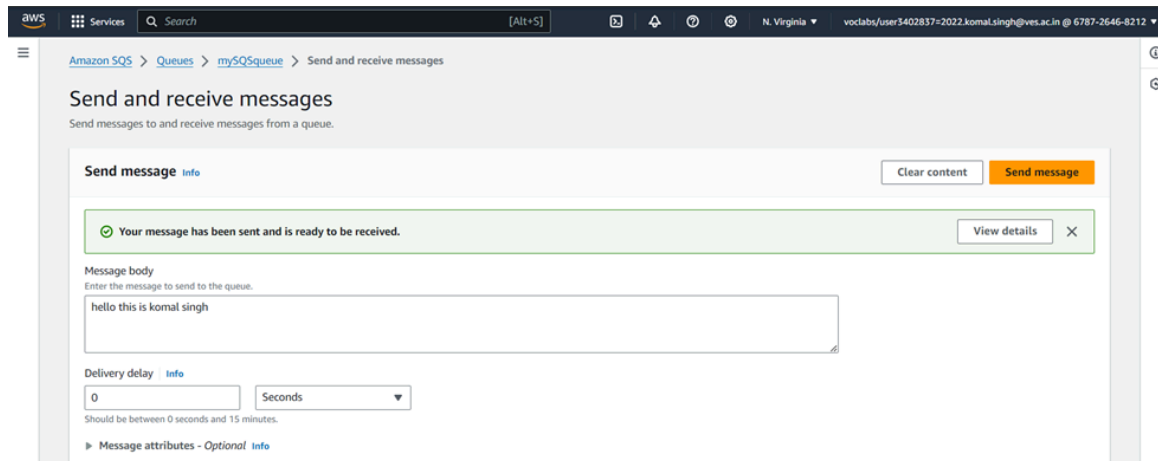 aws Services Search [Alt+S] N. Virginia voclabs/user3402837=2022.komal.singh@ves.ac.in @ 6787-2646-8212
Amazon SQS > Queues > mySQSqueue > Send and receive messages
Send and receive messages
Send messages to and receive messages from a queue.
Send message Info Clear content Send message
Your message has been sent and is ready to be received. View details
Message body
Enter the message to send to the queue.
hello this is komal singh
Delivery delay Info
0 Seconds
Should be between 0 seconds and 15 minutes.
Message attributes - Optional Info